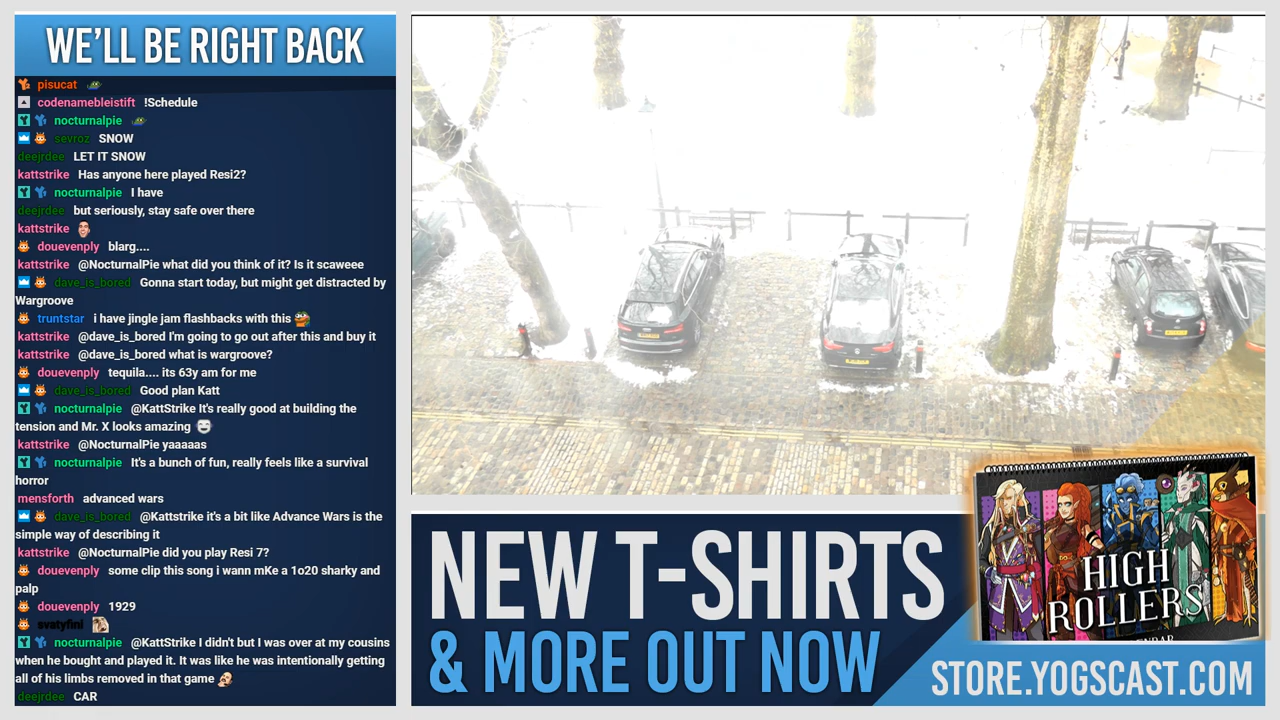 WE'LL BE RIGHT BACK
pisucat
codenamebleistift !Schedule
nocturnalpie
sevroz SNOW
deejrdee LET IT SNOW
kattstrike Has anyone here played Resi2?
nocturnalpie I have
deejrdee but seriously, stay safe over there
kattstrike
douevenply blarg....
kattstrike @NocturnalPie what did you think of it? Is it scaweee
dave_is_bored Gonna start today, but might get distracted by
Wargroove
truntstar i have jingle jam flashbacks with this
kattstrike @dave_is_bored I'm going to go out after this and buy it
kattstrike @dave_is_bored what is wargroove?
douevenply tequila.... its 63y am for me
dave_is_bored Good plan Katt
nocturnalpie @KattStrike It's really good at building the
tension and Mr. X looks amazing
kattstrike @NocturnalPie yaaaaas
nocturnalpie It's a bunch of fun, really feels like a survival
horror
mensforth advanced wars
dave_is_bored @Kattstrike it's a bit like Advance Wars is the
simple way of describing it
kattstrike @NocturnalPie did you play Resi 7?
douevenply some clip this song i wann mKe a 1o20 sharky and
palp
douevenply 1929
svatyfini
nocturnalpie @KattStrike I didn't but I was over at my cousins
when he bought and played it. It was like he was intentionally getting
all of his limbs removed in that game
deejrdee CAR
NEW T-SHIRTS
& MORE OUT NOW
HIGH
ROLLERS
STORE.YOGSCAST.COM